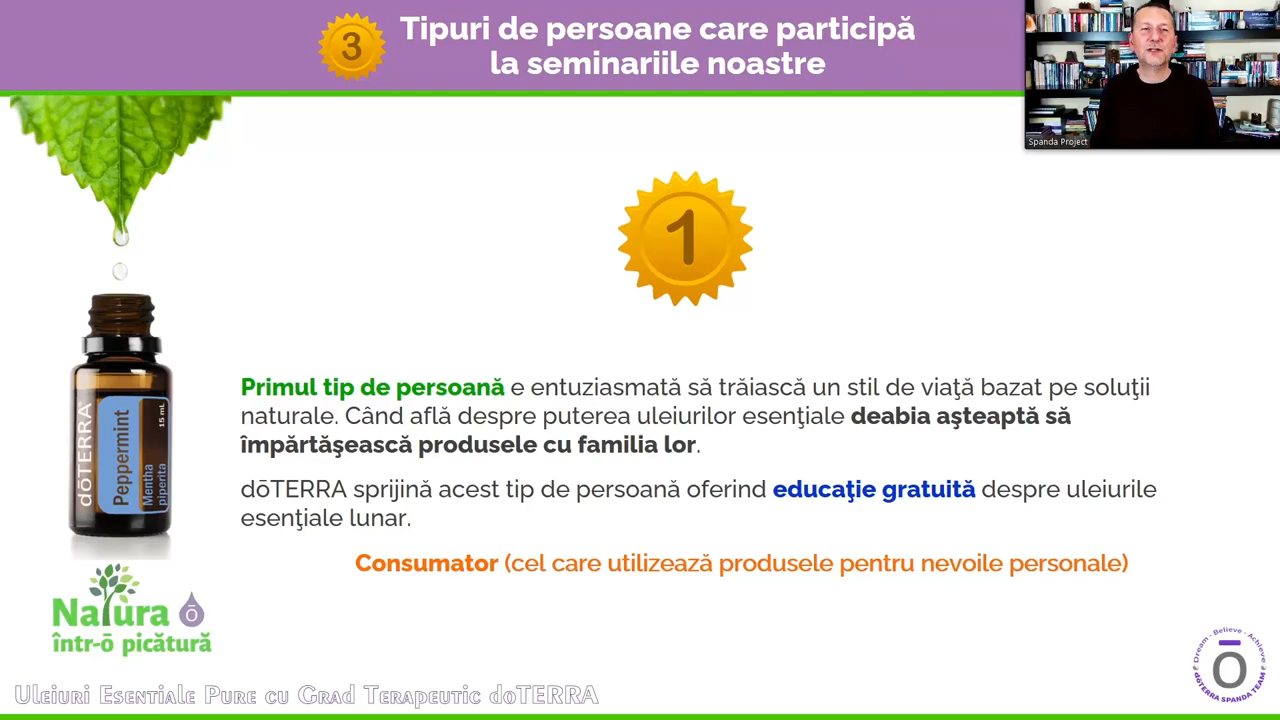 3
Tipuri de persoane care participă
la seminariile noastre
Spanda Project
1
Primul tip de persoană e entuziasmată să trăiască un stil de viaţă bazat pe soluţii
naturale. Când află despre puterea uleiurilor esenţiale deabia aşteaptă să
împărtăşească produsele cu familia lor.
dōTERRA sprijină acest tip de persoană oferind educaţie gratuită despre uleiurile
esenţiale lunar.
Consumator (cel care utilizează produsele pentru nevoile personale)
dōTERRA
Peppermint
Mentha
piperita
15 mL
Natura ō
într-ō picătură
Uleiuri Esentiale Pure cu Grad Terapeutic doTERRA
Dream - Believe - Achieve
Ō
dōTERRA SPANDA TEAM